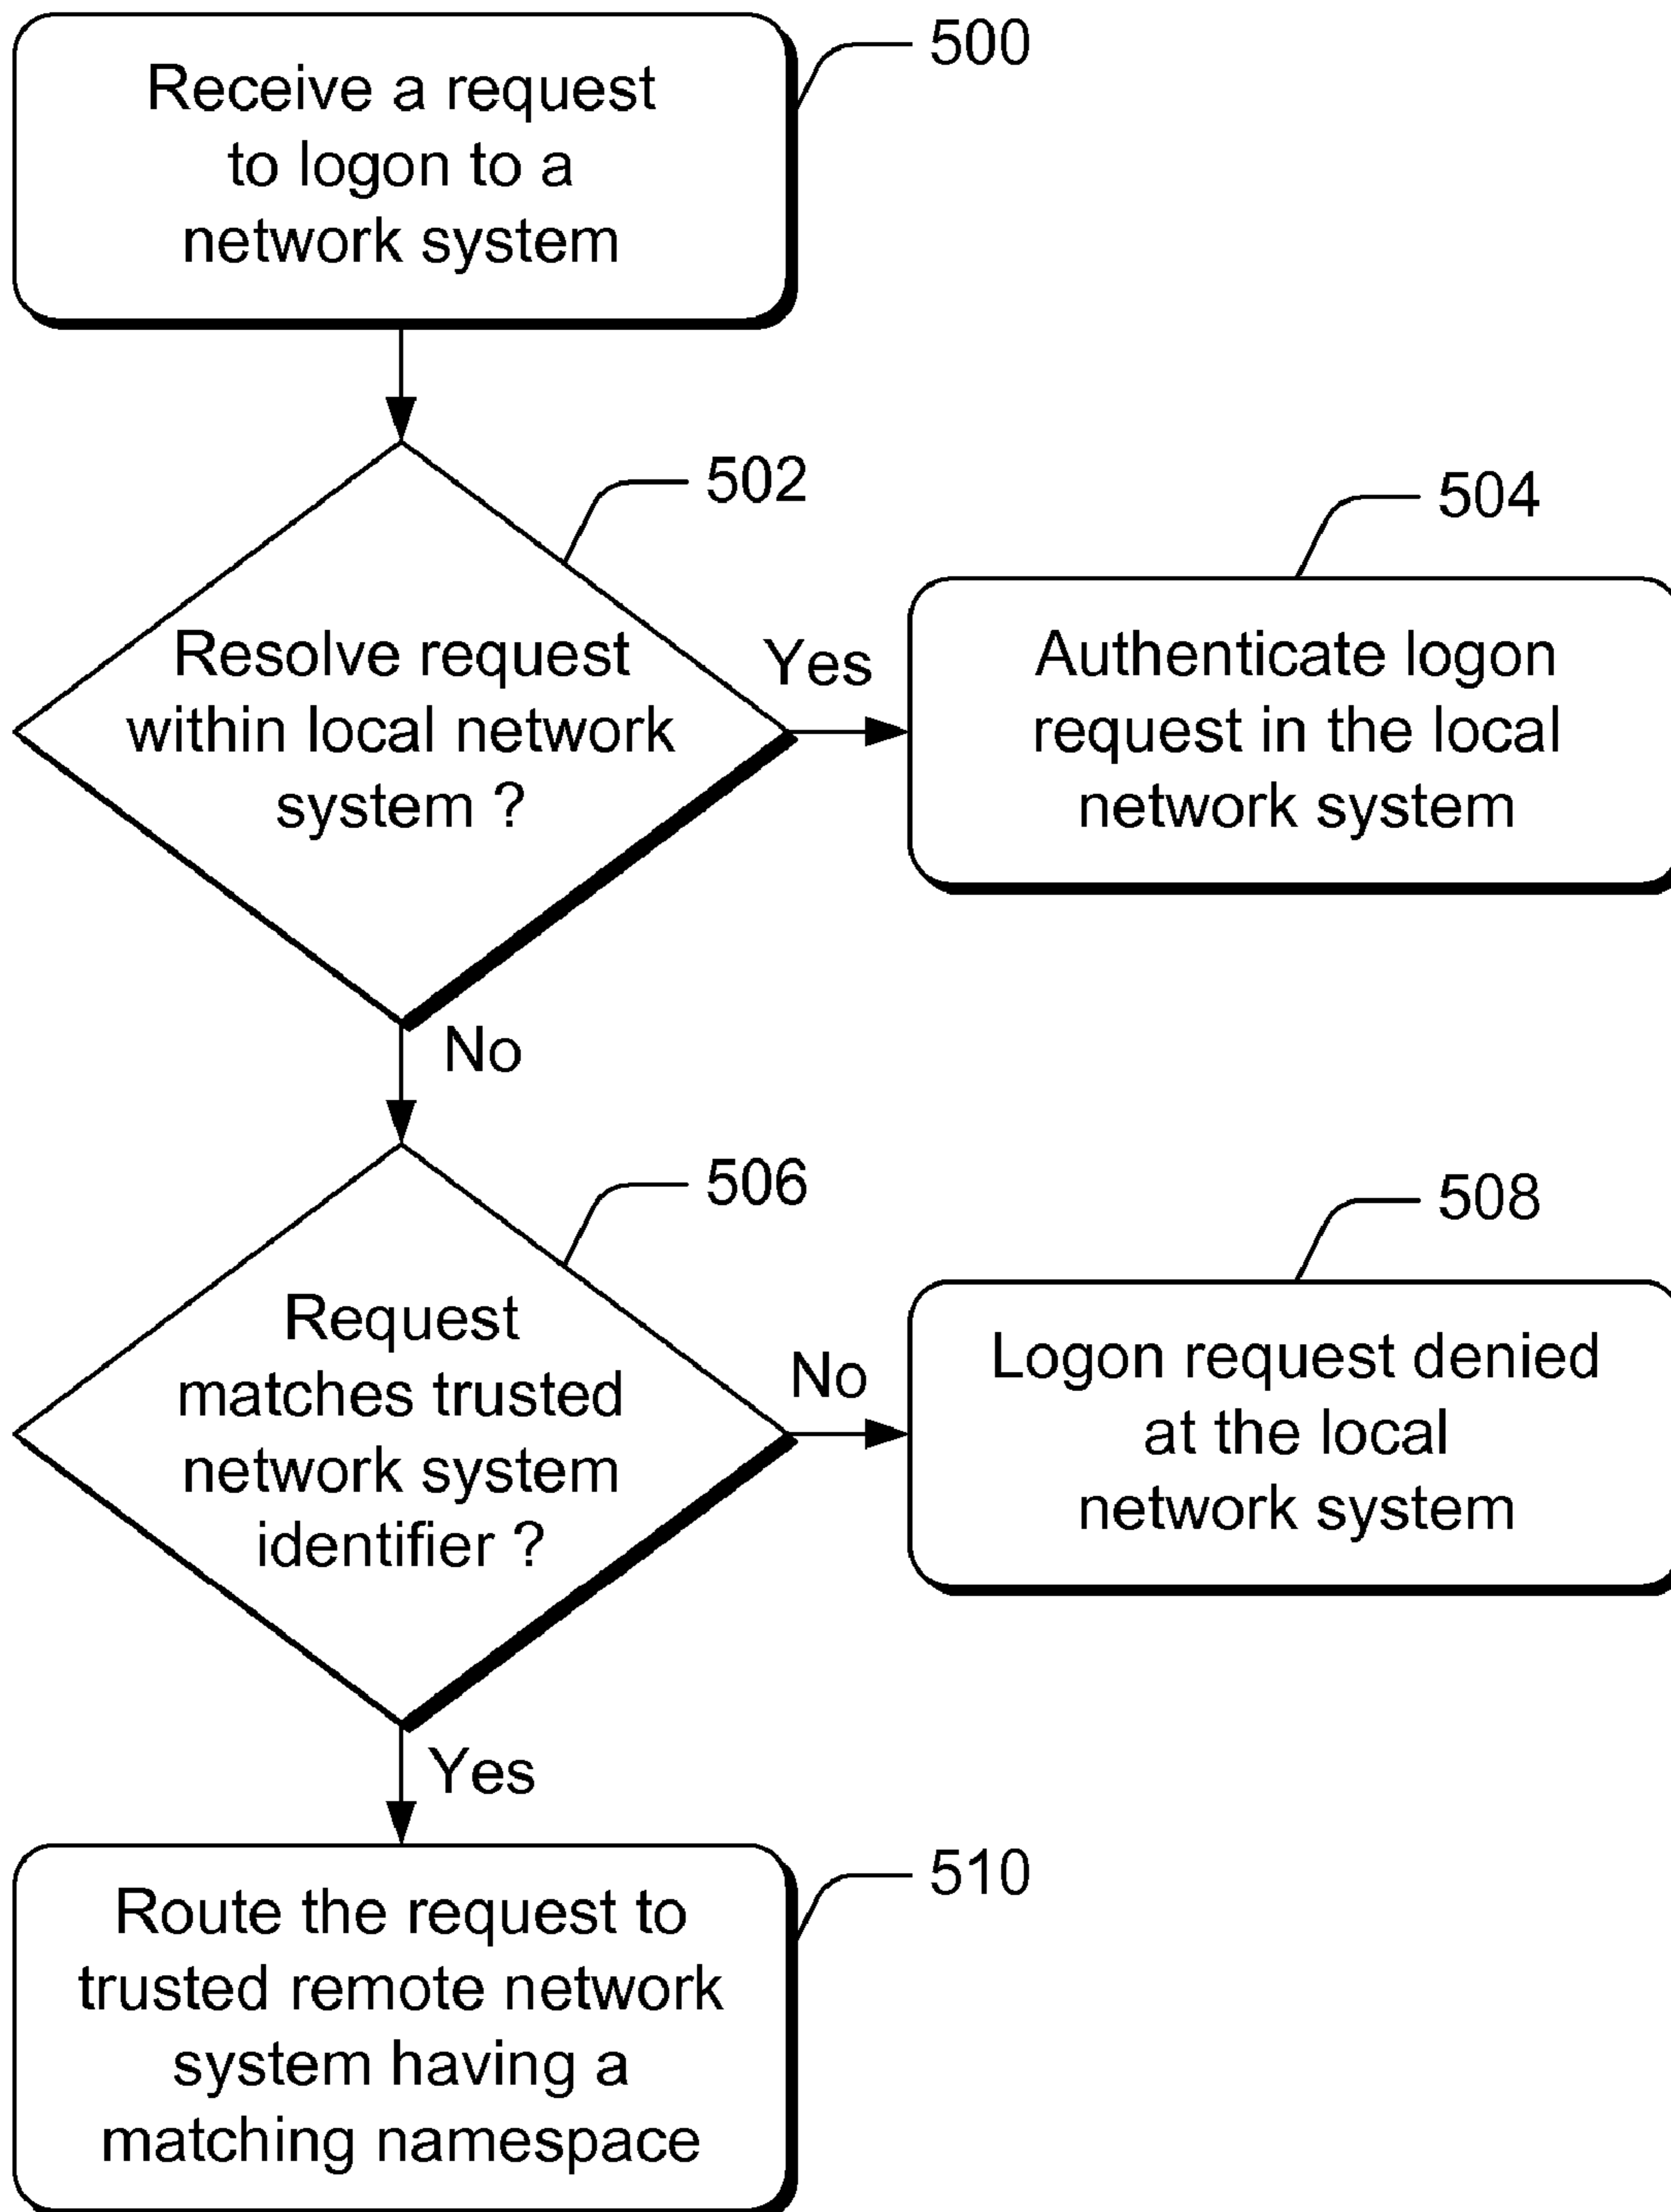 Receive a request
to logon to a
network system
500
Resolve request
within local network
system ?
502
Yes
Authenticate logon
request in the local
network system
504
No
Request
matches trusted
network system
identifier ?
506
No
Logon request denied
at the local
network system
508
Yes
Route the request to
trusted remote network
system having a
matching namespace
510